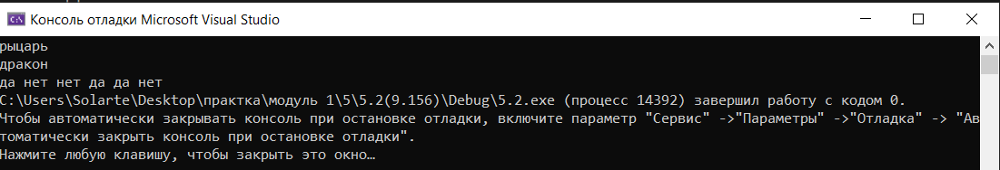 Консоль отладки Microsoft Visual Studio
рыцарь
дракон
да нет нет да да нет
C:\Users\Solarte\Desktop\практка\модуль 1\5\5.2(9.156)\Debug\5.2.exe (процесс 14392) завершил работу с кодом 0.
Чтобы автоматически закрывать консоль при остановке отладки, включите параметр "Сервис" ->"Параметры" ->"Отладка" -> "Ав
томатически закрыть консоль при остановке отладки".
Нажмите любую клавишу, чтобы закрыть это окно…